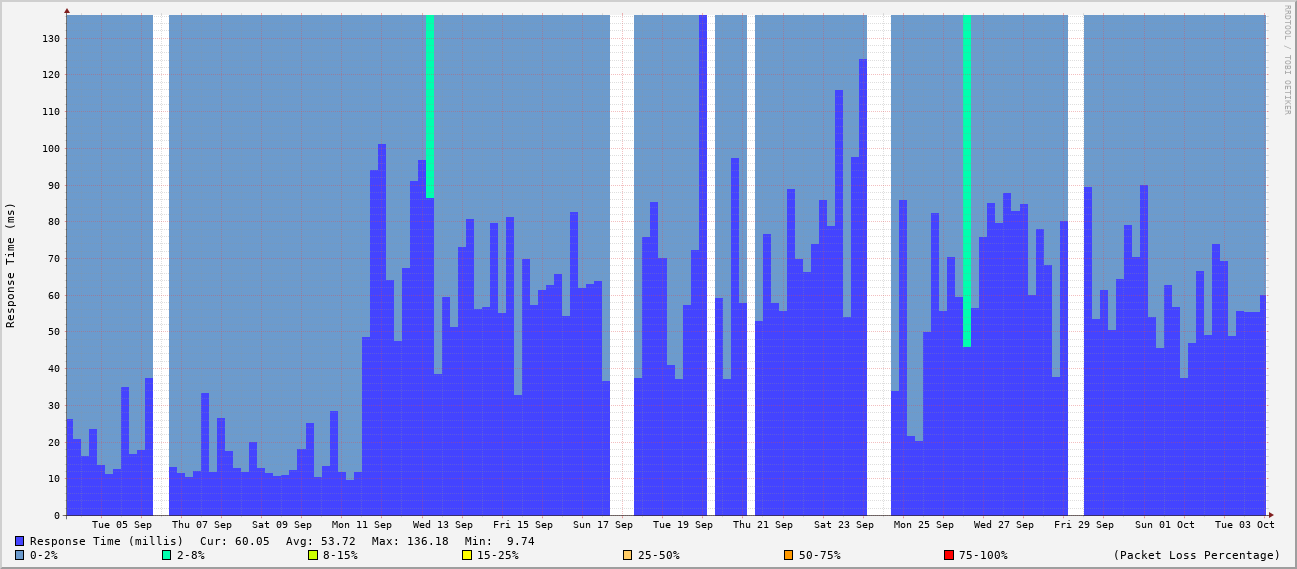 RRDTOOL / TOBI OETIKER
Response Time (ms)
130
120
110
100
90
80
70
60
50
40
30
20
10
0
Tue 05 Sep Thu 07 Sep Sat 09 Sep Mon 11 Sep Wed 13 Sep Fri 15 Sep Sun 17 Sep Tue 19 Sep Thu 21 Sep Sat 23 Sep Mon 25 Sep Wed 27 Sep Fri 29 Sep Sun 01 Oct Tue 03 Oct
Response Time (millis) Cur: 60.05 Avg: 53.72 Max: 136.18 Min: 9.74
0-2% 2-8% 8-15% 15-25% 25-50% 50-75% 75-100% (Packet Loss Percentage)